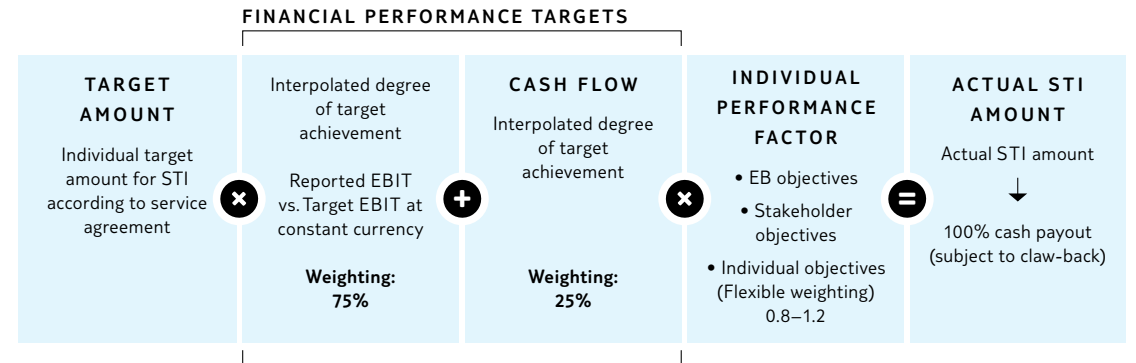 FINANCIAL PERFORMANCE TARGETS
TARGET
AMOUNT
Individual target
amount for STI
according to service
agreement
×
Interpolated degree
of target
achievement
Reported EBIT
vs. Target EBIT at
constant currency
Weighting:
75%
+
CASH FLOW
Interpolated degree
of target
achievement
Weighting:
25%
×
INDIVIDUAL
PERFORMANCE
FACTOR
• EB objectives
• Stakeholder
objectives
• Individual objectives
(Flexible weighting)
0.8–1.2
=
ACTUAL STI
AMOUNT
Actual STI amount
100% cash payout
(subject to claw-back)